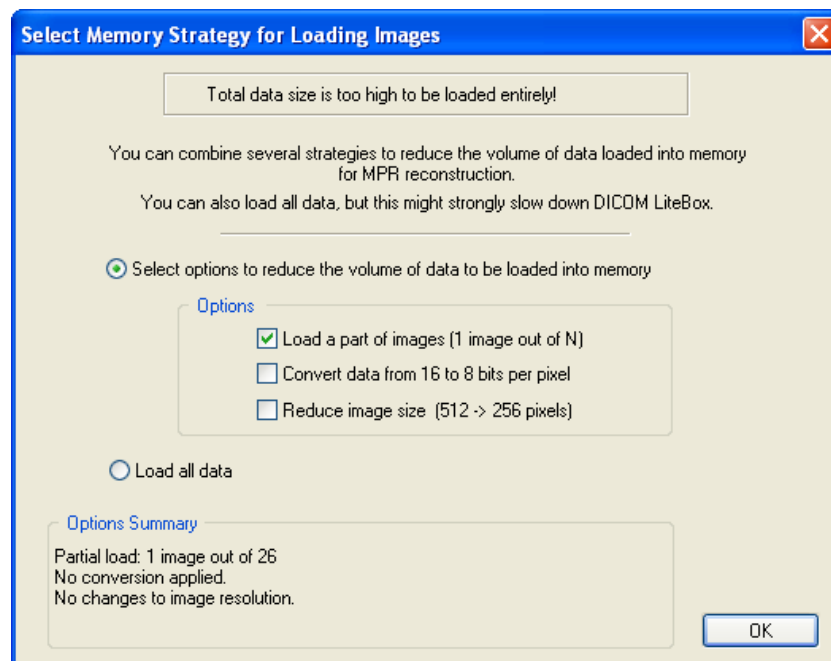 Select Memory Strategy for Loading Images
Total data size is too high to be loaded entirely!
You can combine several strategies to reduce the volume of data loaded into memory
for MPR reconstruction.
You can also load all data, but this might strongly slow down DICOM LiteBox.
Select options to reduce the volume of data to be loaded into memory
Options
Load a part of images (1 image out of N)
Convert data from 16 to 8 bits per pixel
Reduce image size (512 -> 256 pixels)
Load all data
Options Summary
Partial load: 1 image out of 26
No conversion applied.
No changes to image resolution.
OK